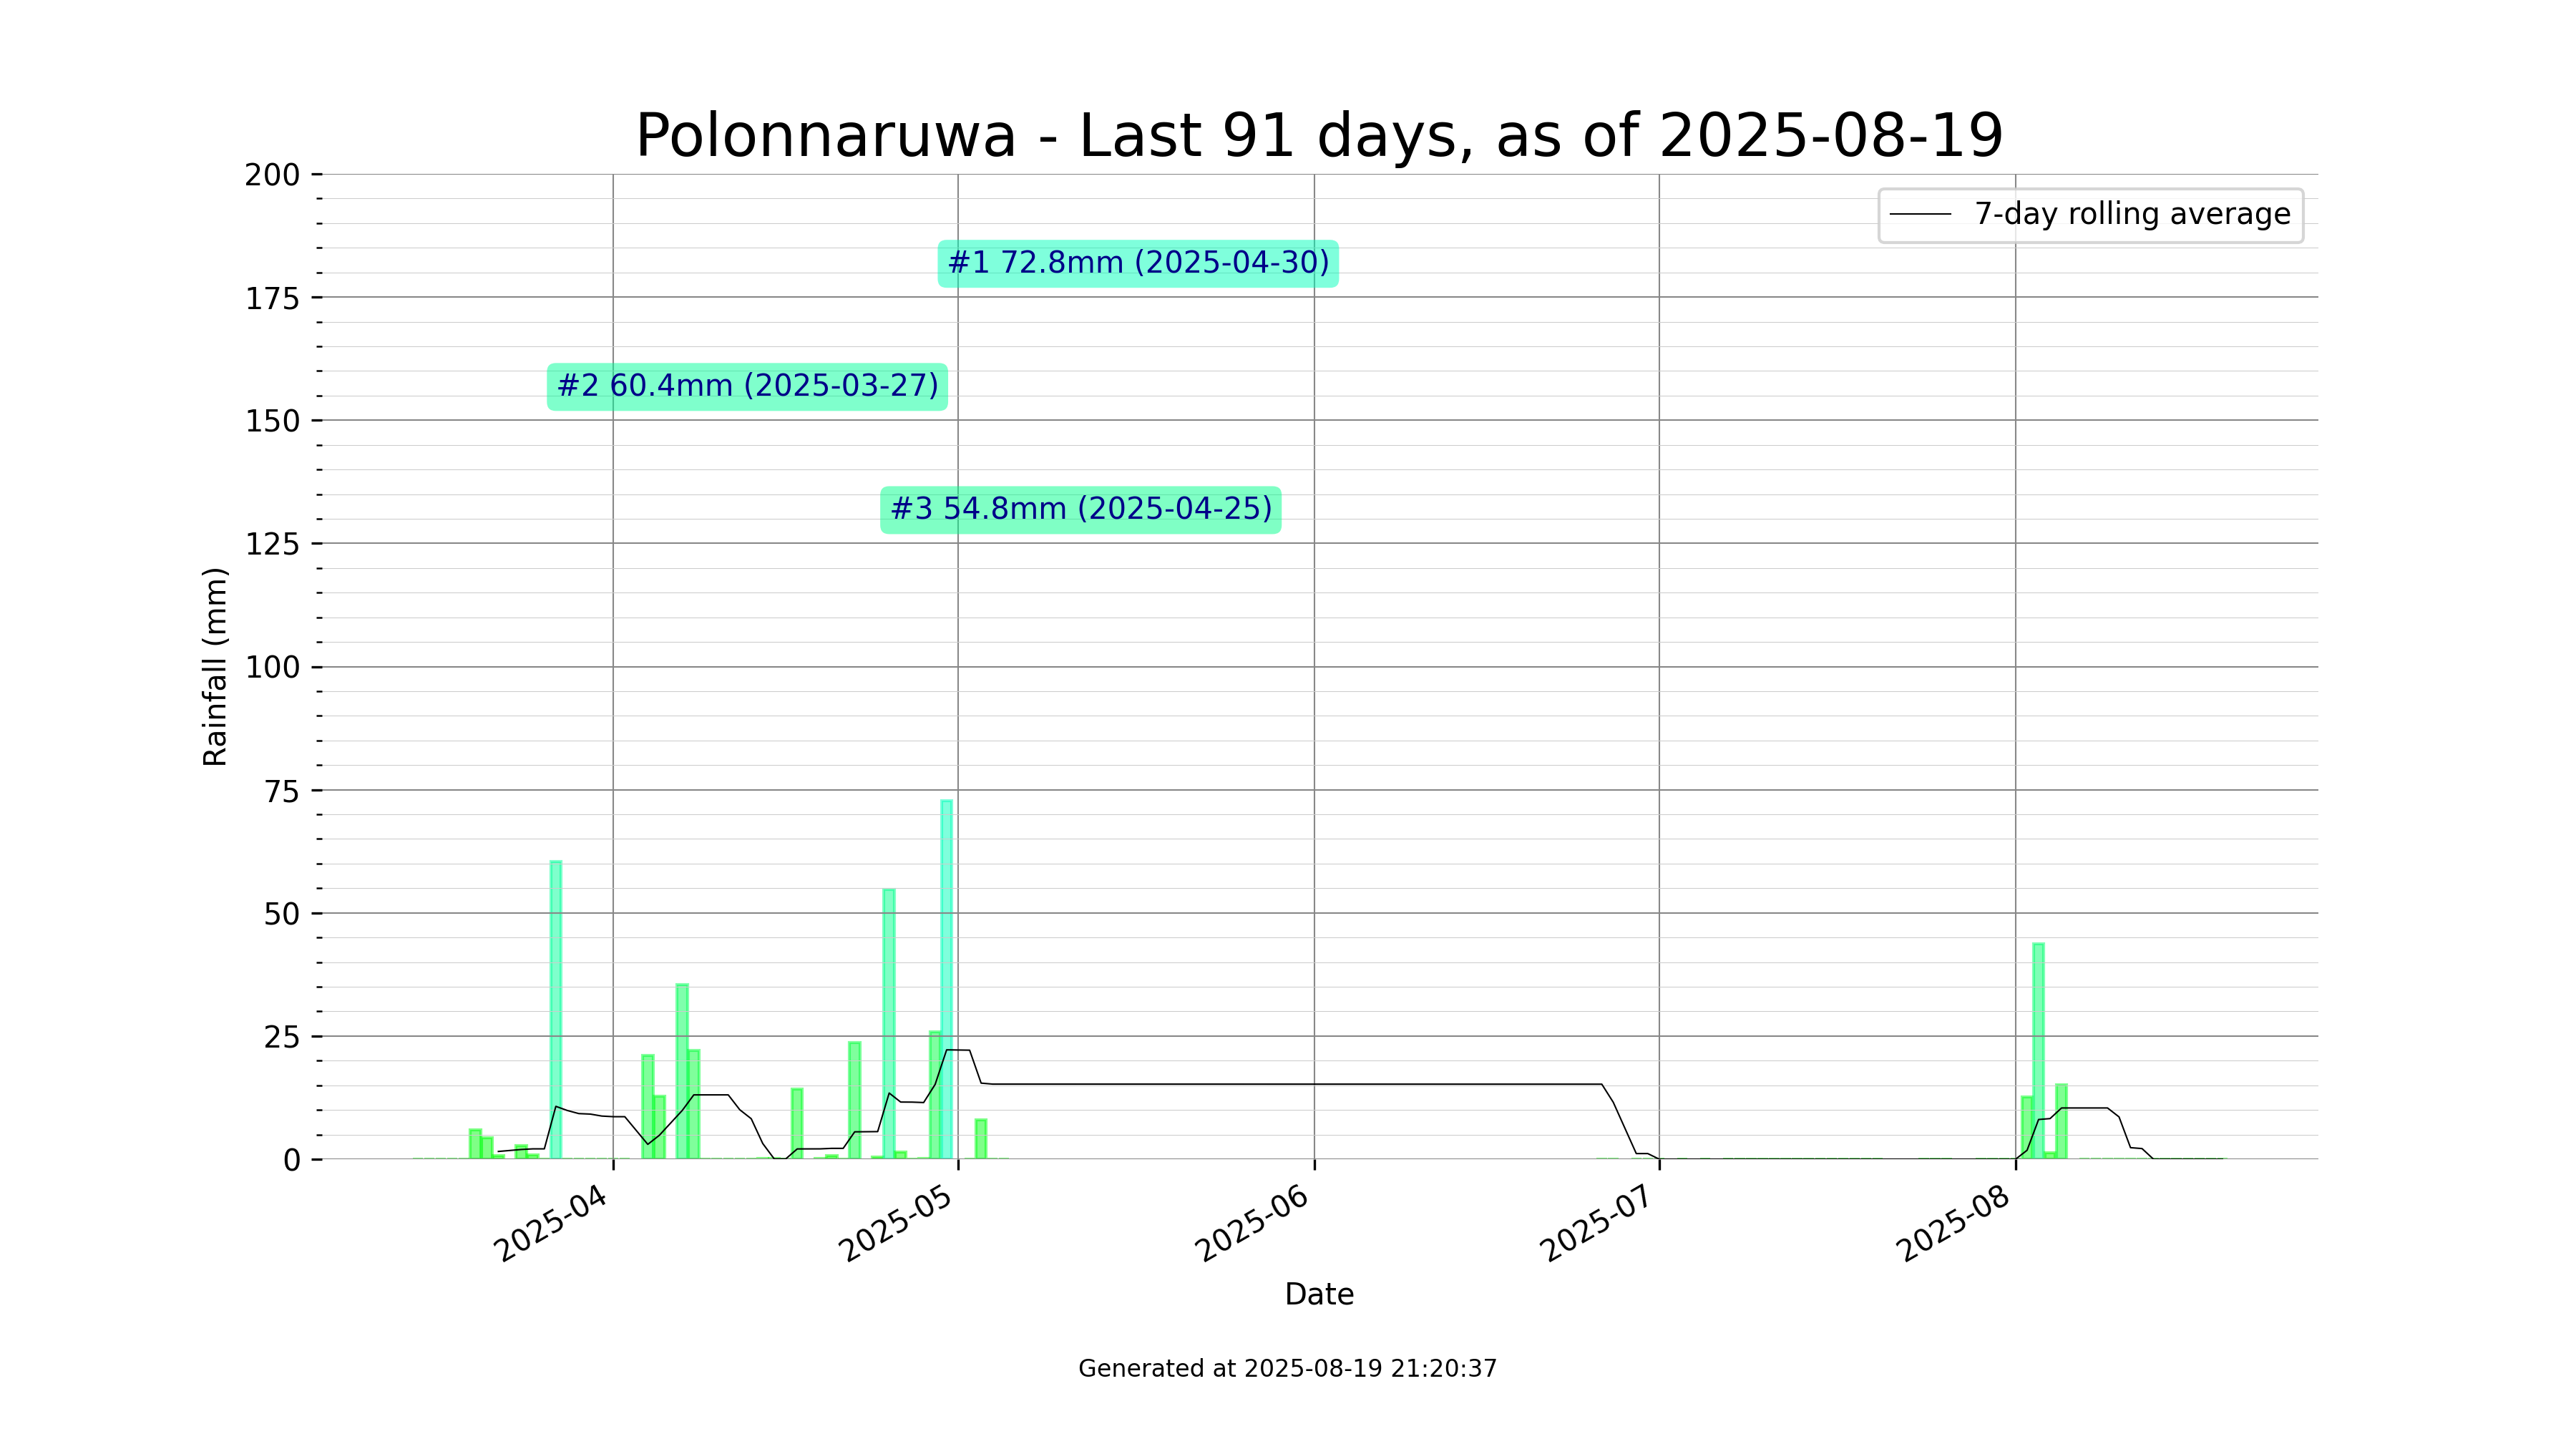 Polonnaruwa - Last 91 days, as of 2025-08-19
7-day rolling average
#1 72.8mm (2025-04-30)
#2 60.4mm (2025-03-27)
#3 54.8mm (2025-04-25)
Rainfall (mm)
200
175
150
125
100
75
50
25
0
2025-04
2025-05
2025-06
2025-07
2025-08
Date
Generated at 2025-08-19 21:20:37